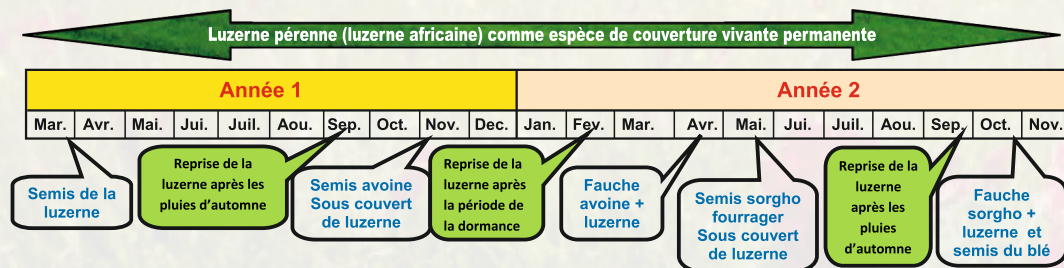 Luzerne pérenne (luzerne africaine) comme espèce de couverture vivante permanente
Année 1
Année 2
Mar. Avr. Mai. Jui. Juil. Aou. Sep. Oct. Nov. Dec. Jan. Fev. Mar. Avr. Mai. Jui. Juil. Aou. Sep. Oct. Nov.
Semis de la
luzerne
Reprise de la
luzerne après les
pluies d'automne
Semis avoine
Sous couvert
de luzerne
Reprise de la
luzerne après
la période de
la dormance
Fauche
avoine +
luzerne
Semis sorgho
fourrager
Sous couvert
de luzerne
Reprise de la
luzerne
après les
pluies
d'automne
Fauche
sorgho +
luzerne et
semis du blé